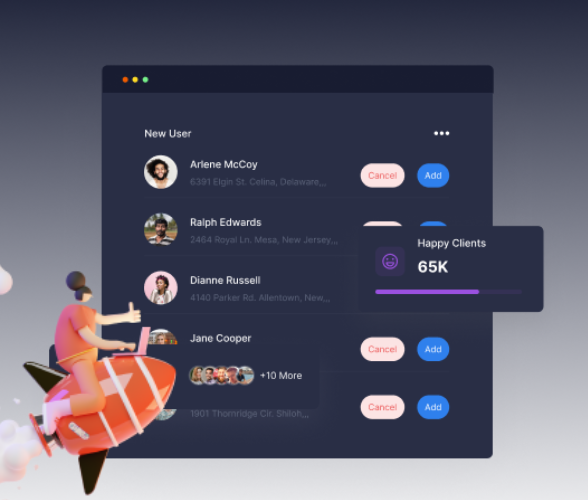 New User
Arlene McCoy
6391 Elgin St. Celina, Delaware,,,
Cancel
Add
Ralph Edwards
2464 Royal Ln. Mesa, New Jersey,,,
Happy Clients
65K
Dianne Russell
4140 Parker Rd. Allentown, New,,,
Jane Cooper
Cancel
Add
+10 More
1901 Thornridge Cir. Shiloh,,,
Cancel
Add